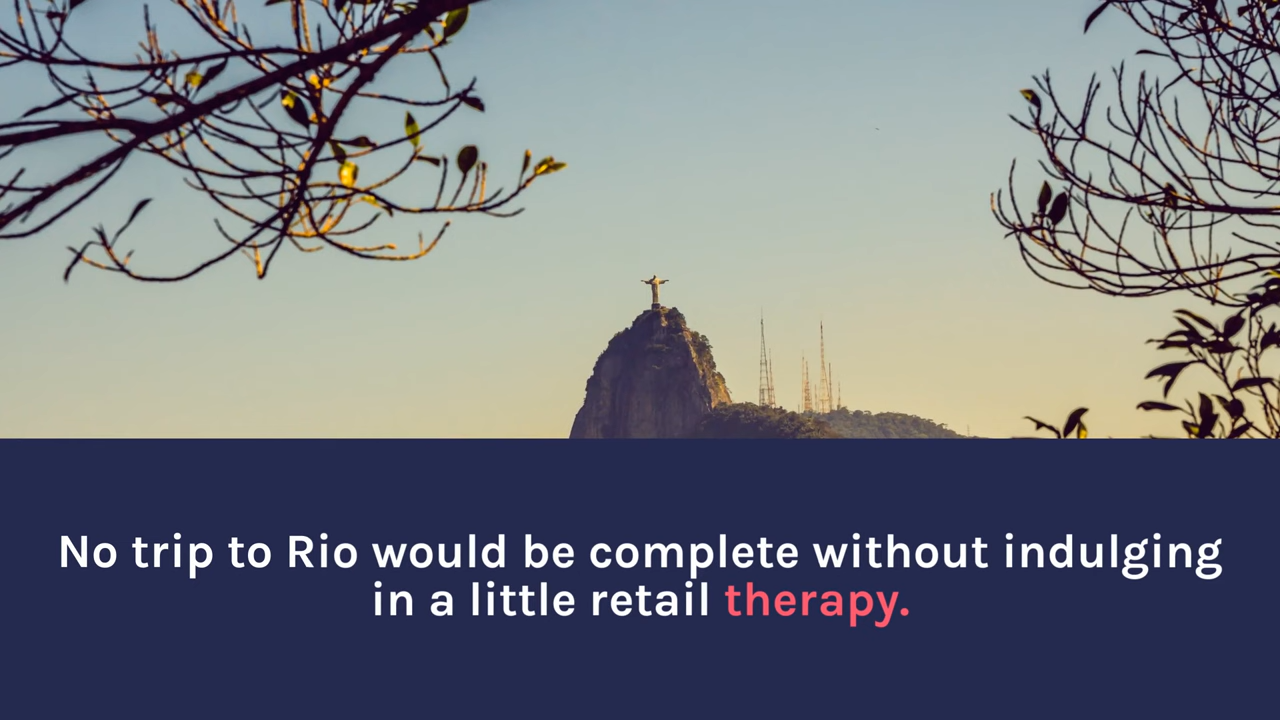 No trip to Rio would be complete without indulging
in a little retail therapy.